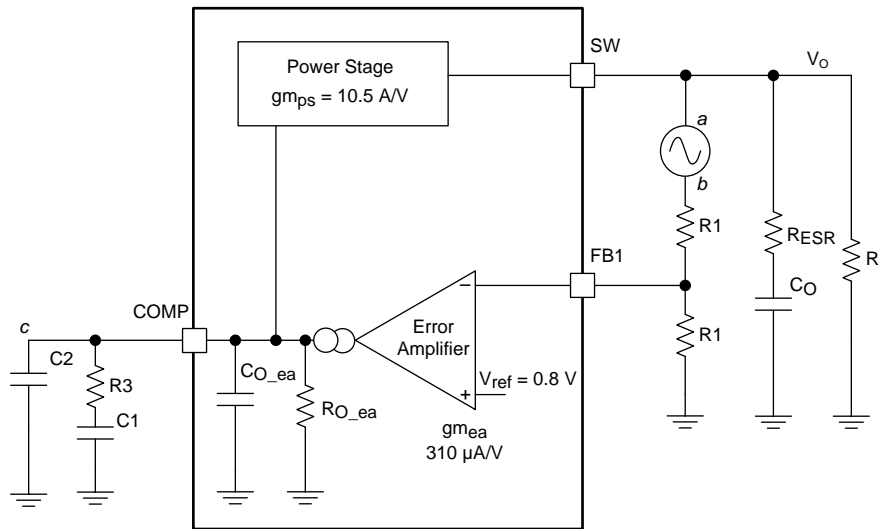 SW
V_O
Power Stage
gm_ps = 10.5 A/V
a
b
R1
R_ESR
R
C_O
FB1
R1
COMP
c
C2
R3
C1
C_O_ea
R_O_ea
−
Error
Amplifier
+
V_ref = 0.8 V
gm_ea
310 µA/V